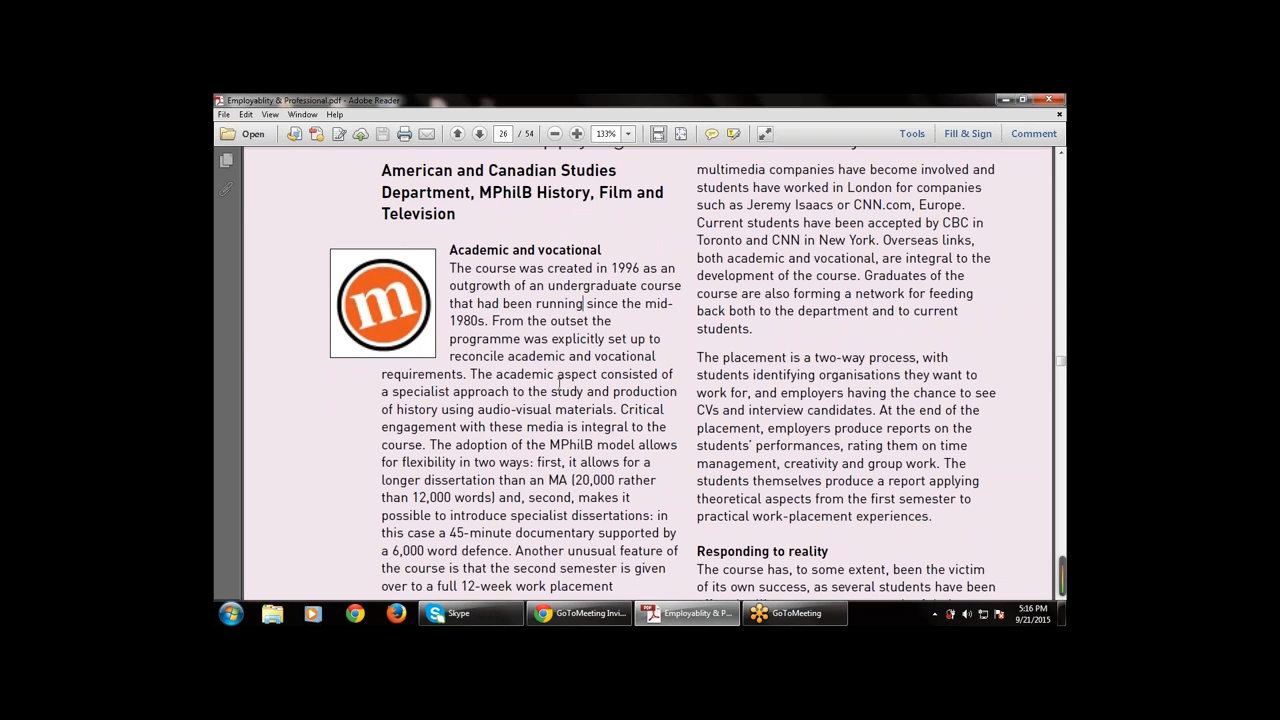 Employablity & Professional.pdf - Adobe Reader
File Edit View Window Help
Open 26 / 54 133% Tools Fill & Sign Comment
American and Canadian Studies
Department, MPhilB History, Film and
Television
m
Academic and vocational
The course was created in 1996 as an
outgrowth of an undergraduate course
that had been running since the mid-
1980s. From the outset the
programme was explicitly set up to
reconcile academic and vocational
requirements. The academic aspect consisted of
a specialist approach to the study and production
of history using audio-visual materials. Critical
engagement with these media is integral to the
course. The adoption of the MPhilB model allows
for flexibility in two ways: first, it allows for a
longer dissertation than an MA (20,000 rather
than 12,000 words) and, second, makes it
possible to introduce specialist dissertations: in
this case a 45-minute documentary supported by
a 6,000 word defence. Another unusual feature of
the course is that the second semester is given
over to a full 12-week work placement
multimedia companies have become involved and
students have worked in London for companies
such as Jeremy Isaacs or CNN.com, Europe.
Current students have been accepted by CBC in
Toronto and CNN in New York. Overseas links,
both academic and vocational, are integral to the
development of the course. Graduates of the
course are also forming a network for feeding
back both to the department and to current
students.
The placement is a two-way process, with
students identifying organisations they want to
work for, and employers having the chance to see
CVs and interview candidates. At the end of the
placement, employers produce reports on the
students' performances, rating them on time
management, creativity and group work. The
students themselves produce a report applying
theoretical aspects from the first semester to
practical work-placement experiences.
Responding to reality
The course has, to some extent, been the victim
of its own success, as several students have been
Skype GoToMeeting Invi... Employablity & P... GoToMeeting 5:16 PM
9/21/2015